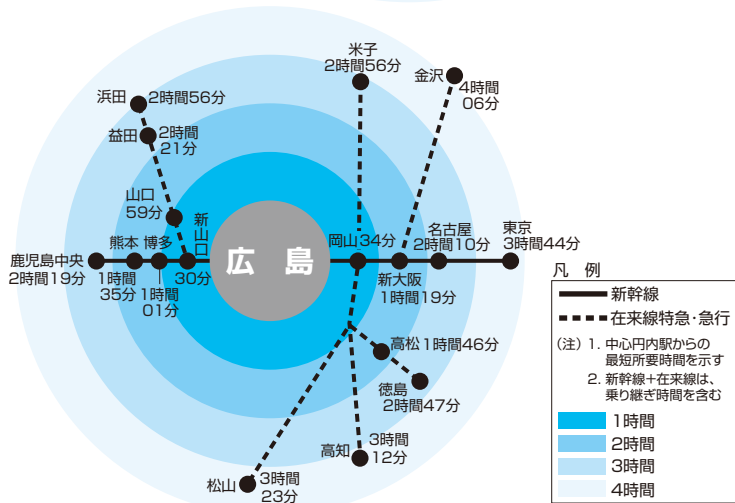 米子
2時間56分
金沢
4時間
06分
浜田
2時間56分
益田
2時間
21分
山口
59分
新山口
30分
熊本
1時間
35分
博多
1時間
01分
鹿児島中央
2時間19分
広島
岡山34分
新大阪
1時間19分
名古屋
2時間10分
東京
3時間44分
高松1時間46分
徳島
2時間47分
高知
3時間
12分
松山
3時間
23分
凡例
新幹線
在来線特急・急行
(注) 1. 中心円内駅からの
最短所要時間を示す
2. 新幹線+在来線は、
乗り継ぎ時間を含む
1時間
2時間
3時間
4時間